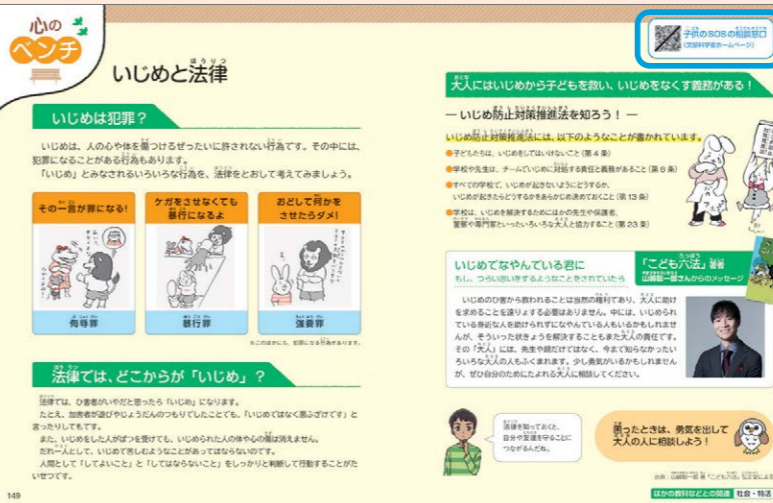 心の
ベンチ
いじめと法律
いじめは犯罪？
いじめは、人の心や体を傷つけるぜったいに許されない行為です。その中には、
犯罪になることがある行為もあります。
「いじめ」とみなされるいろいろな行為を、法律をとおして考えてみましょう。
その一言が罪になる!
侮辱罪
ケガをさせなくても
暴行になるよ
暴行罪
おどして何かを
させたらダメ!
強要罪
※このほかにも、犯罪になる行為があります。
法律では、どこからが「いじめ」？
法律では、ひ害者がいやだと思ったら「いじめ」になります。
たとえ、加害者が遊びやじょうだんのつもりでしたことでも、「いじめではなく悪ふざけです」と
言ったりしてもです。
また、いじめをした人がばつを受けても、いじめられた人の体や心の傷は消えません。
だれ一人として、いじめで苦しむようなことがあってはならないのです。
人間として「してよいこと」と「してはならないこと」をしっかりと判断して行動することがた
いせつです。
149
子供のSOSの相談窓口
(文部科学省ホームページ)
大人にはいじめから子どもを救い、いじめをなくす義務がある！
― いじめ防止対策推進法を知ろう！―
いじめ防止対策推進法には、以下のようなことが書かれています。
●子どもたちは、いじめをしてはいけないこと (第4条)
●学校や先生は、チームでいじめに対処する責任と義務があること (第8条)
●すべての学校で、いじめが起きないようにどうするか、
いじめが起きたらどうするかをあらかじめ決めておくこと (第13条)
●学校は、いじめを解決するためにほかの先生や保護者、
警察や専門家といったいろいろな大人と協力すること (第23条)
いじめでなやんでいる君に
もし、つらい思いをするようなことをされていたら
「こども六法」著者
山崎聡一郎さんからのメッセージ
いじめのひ害から救われることは当然の権利であり、大人に助け
を求めることを遠りょする必要はありません。中には、いじめられ
ている身近な人を助けられずになやんでいる人もいるかもしれませ
んが、そういった状きょうを解決することもまた大人の責任です。
その「大人」には、先生や親だけではなく、今まで知らなかったい
ろいろな大人の人もふくまれます。少し勇気がいるかもしれません
が、ぜひ自分のためにたよれる大人に相談してください。
法律を知っておくと、
自分や友達を守ることに
つながるんだね。
困ったときは、勇気を出して
大人の人に相談しよう！
出典：山崎聡一郎 著「こども六法」弘文堂による
ほかの教科などとの関連 社会・特活